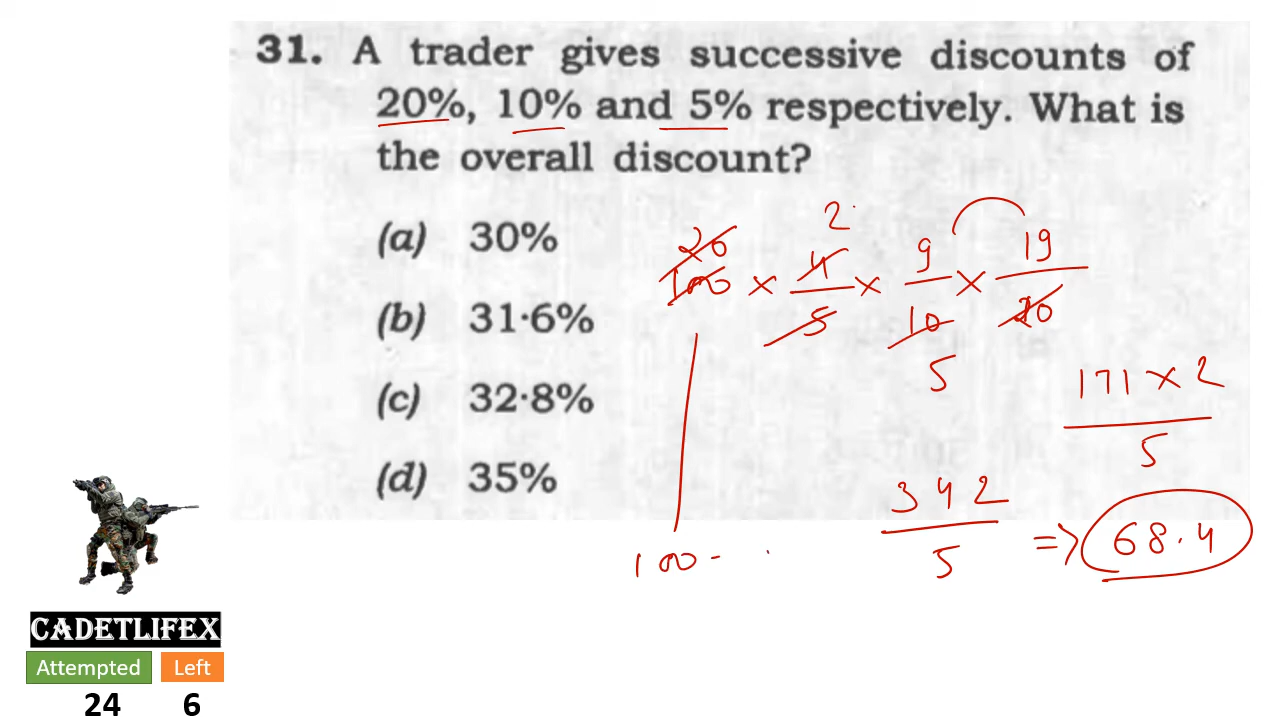 31. A trader gives successive discounts of
20%, 10% and 5% respectively. What is
the overall discount?
(a) 30%
(b) 31·6%
(c) 32·8%
(d) 35%
20 2
100 × 4/5 × 9/10 × 19/20
5
171 × 2
5
342
5
=> 68.4
100 -
CADETLIFEX
Attempted Left
24 6